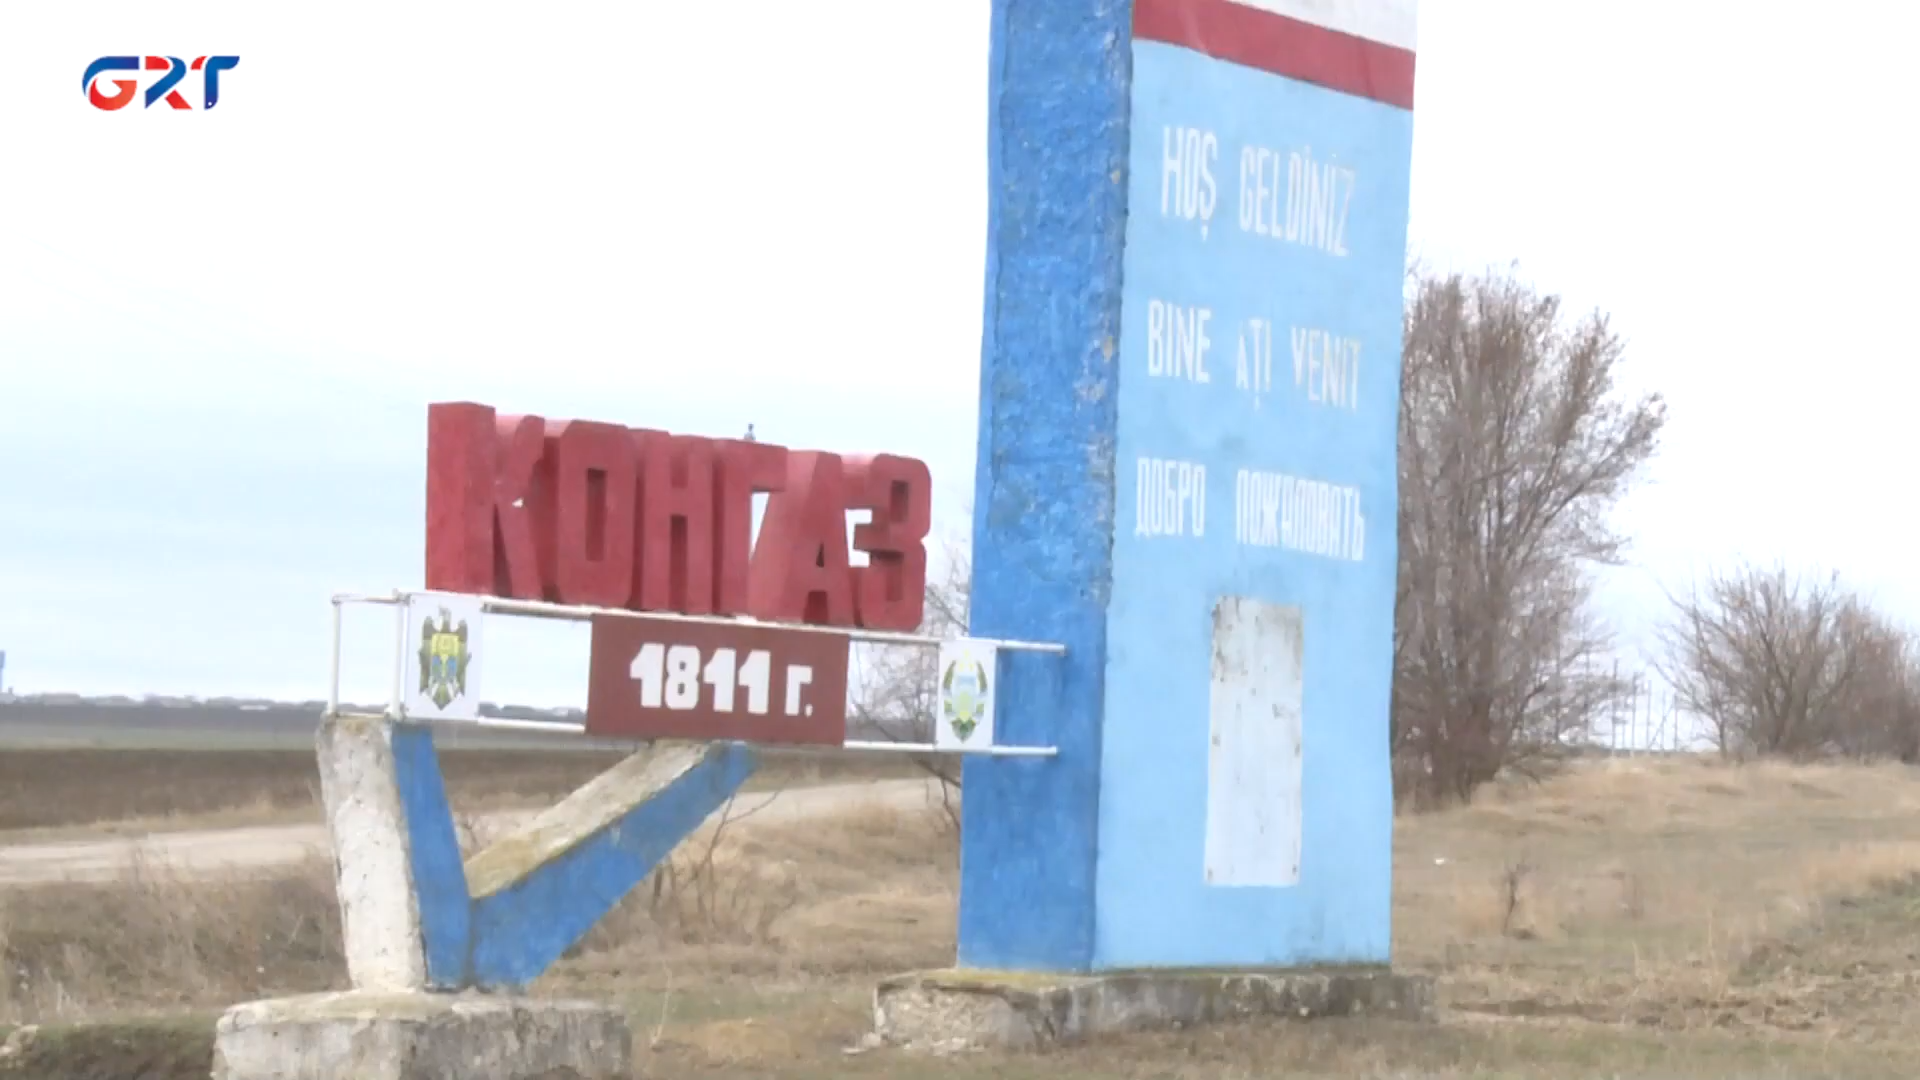 GRT
КОНГАЗ
1811 г.
HOŞ GELDİNİZ
BINE AŢI VENIT
ДОБРО ПОЖАЛОВАТЬ